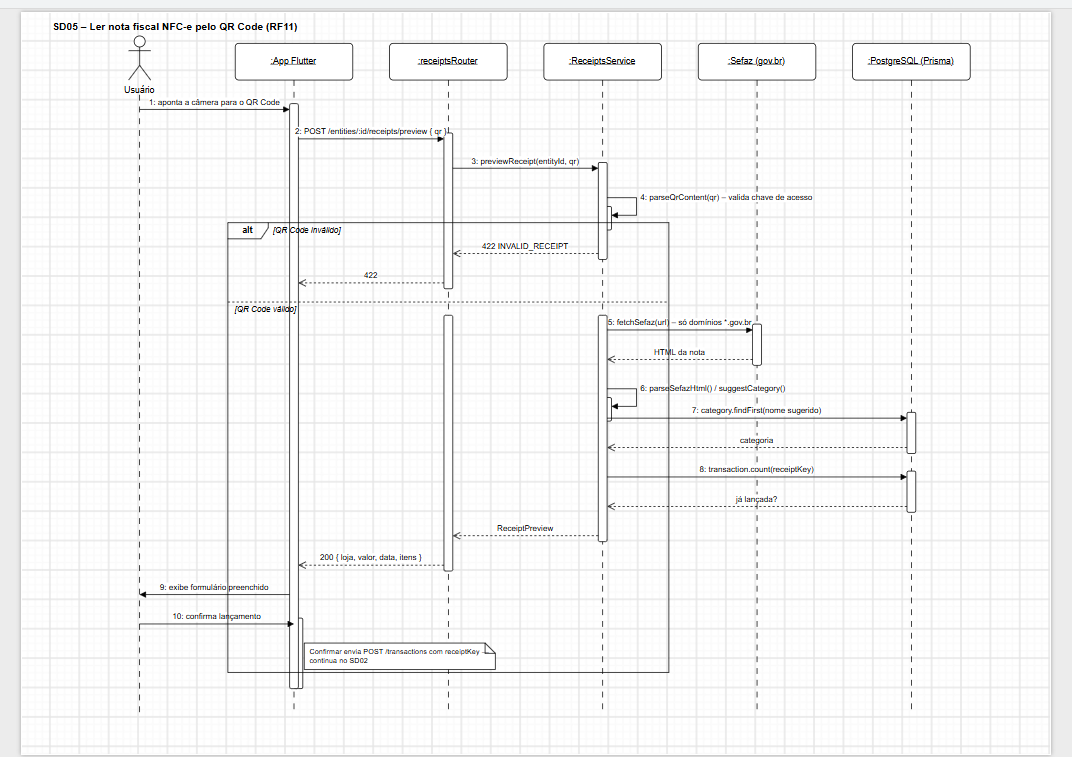 SD05 – Ler nota fiscal NFC-e pelo QR Code (RF11)
Usuário
:App Flutter
:receiptsRouter
:ReceiptsService
:Sefaz (gov.br)
:PostgreSQL (Prisma)
1: aponta a câmera para o QR Code
2: POST /entities/:id/receipts/preview { qr }
3: previewReceipt(entityId, qr)
4: parseQrContent(qr) – valida chave de acesso
alt
[QR Code inválido]
422 INVALID_RECEIPT
422
[QR Code válido]
5: fetchSefaz(url) – só domínios *.gov.br
HTML da nota
6: parseSefazHtml() / suggestCategory()
7: category.findFirst(nome sugerido)
categoria
8: transaction.count(receiptKey)
já lançada?
ReceiptPreview
200 { loja, valor, data, itens }
9: exibe formulário preenchido
10: confirma lançamento
Confirmar envia POST /transactions com receiptKey –
continua no SD02